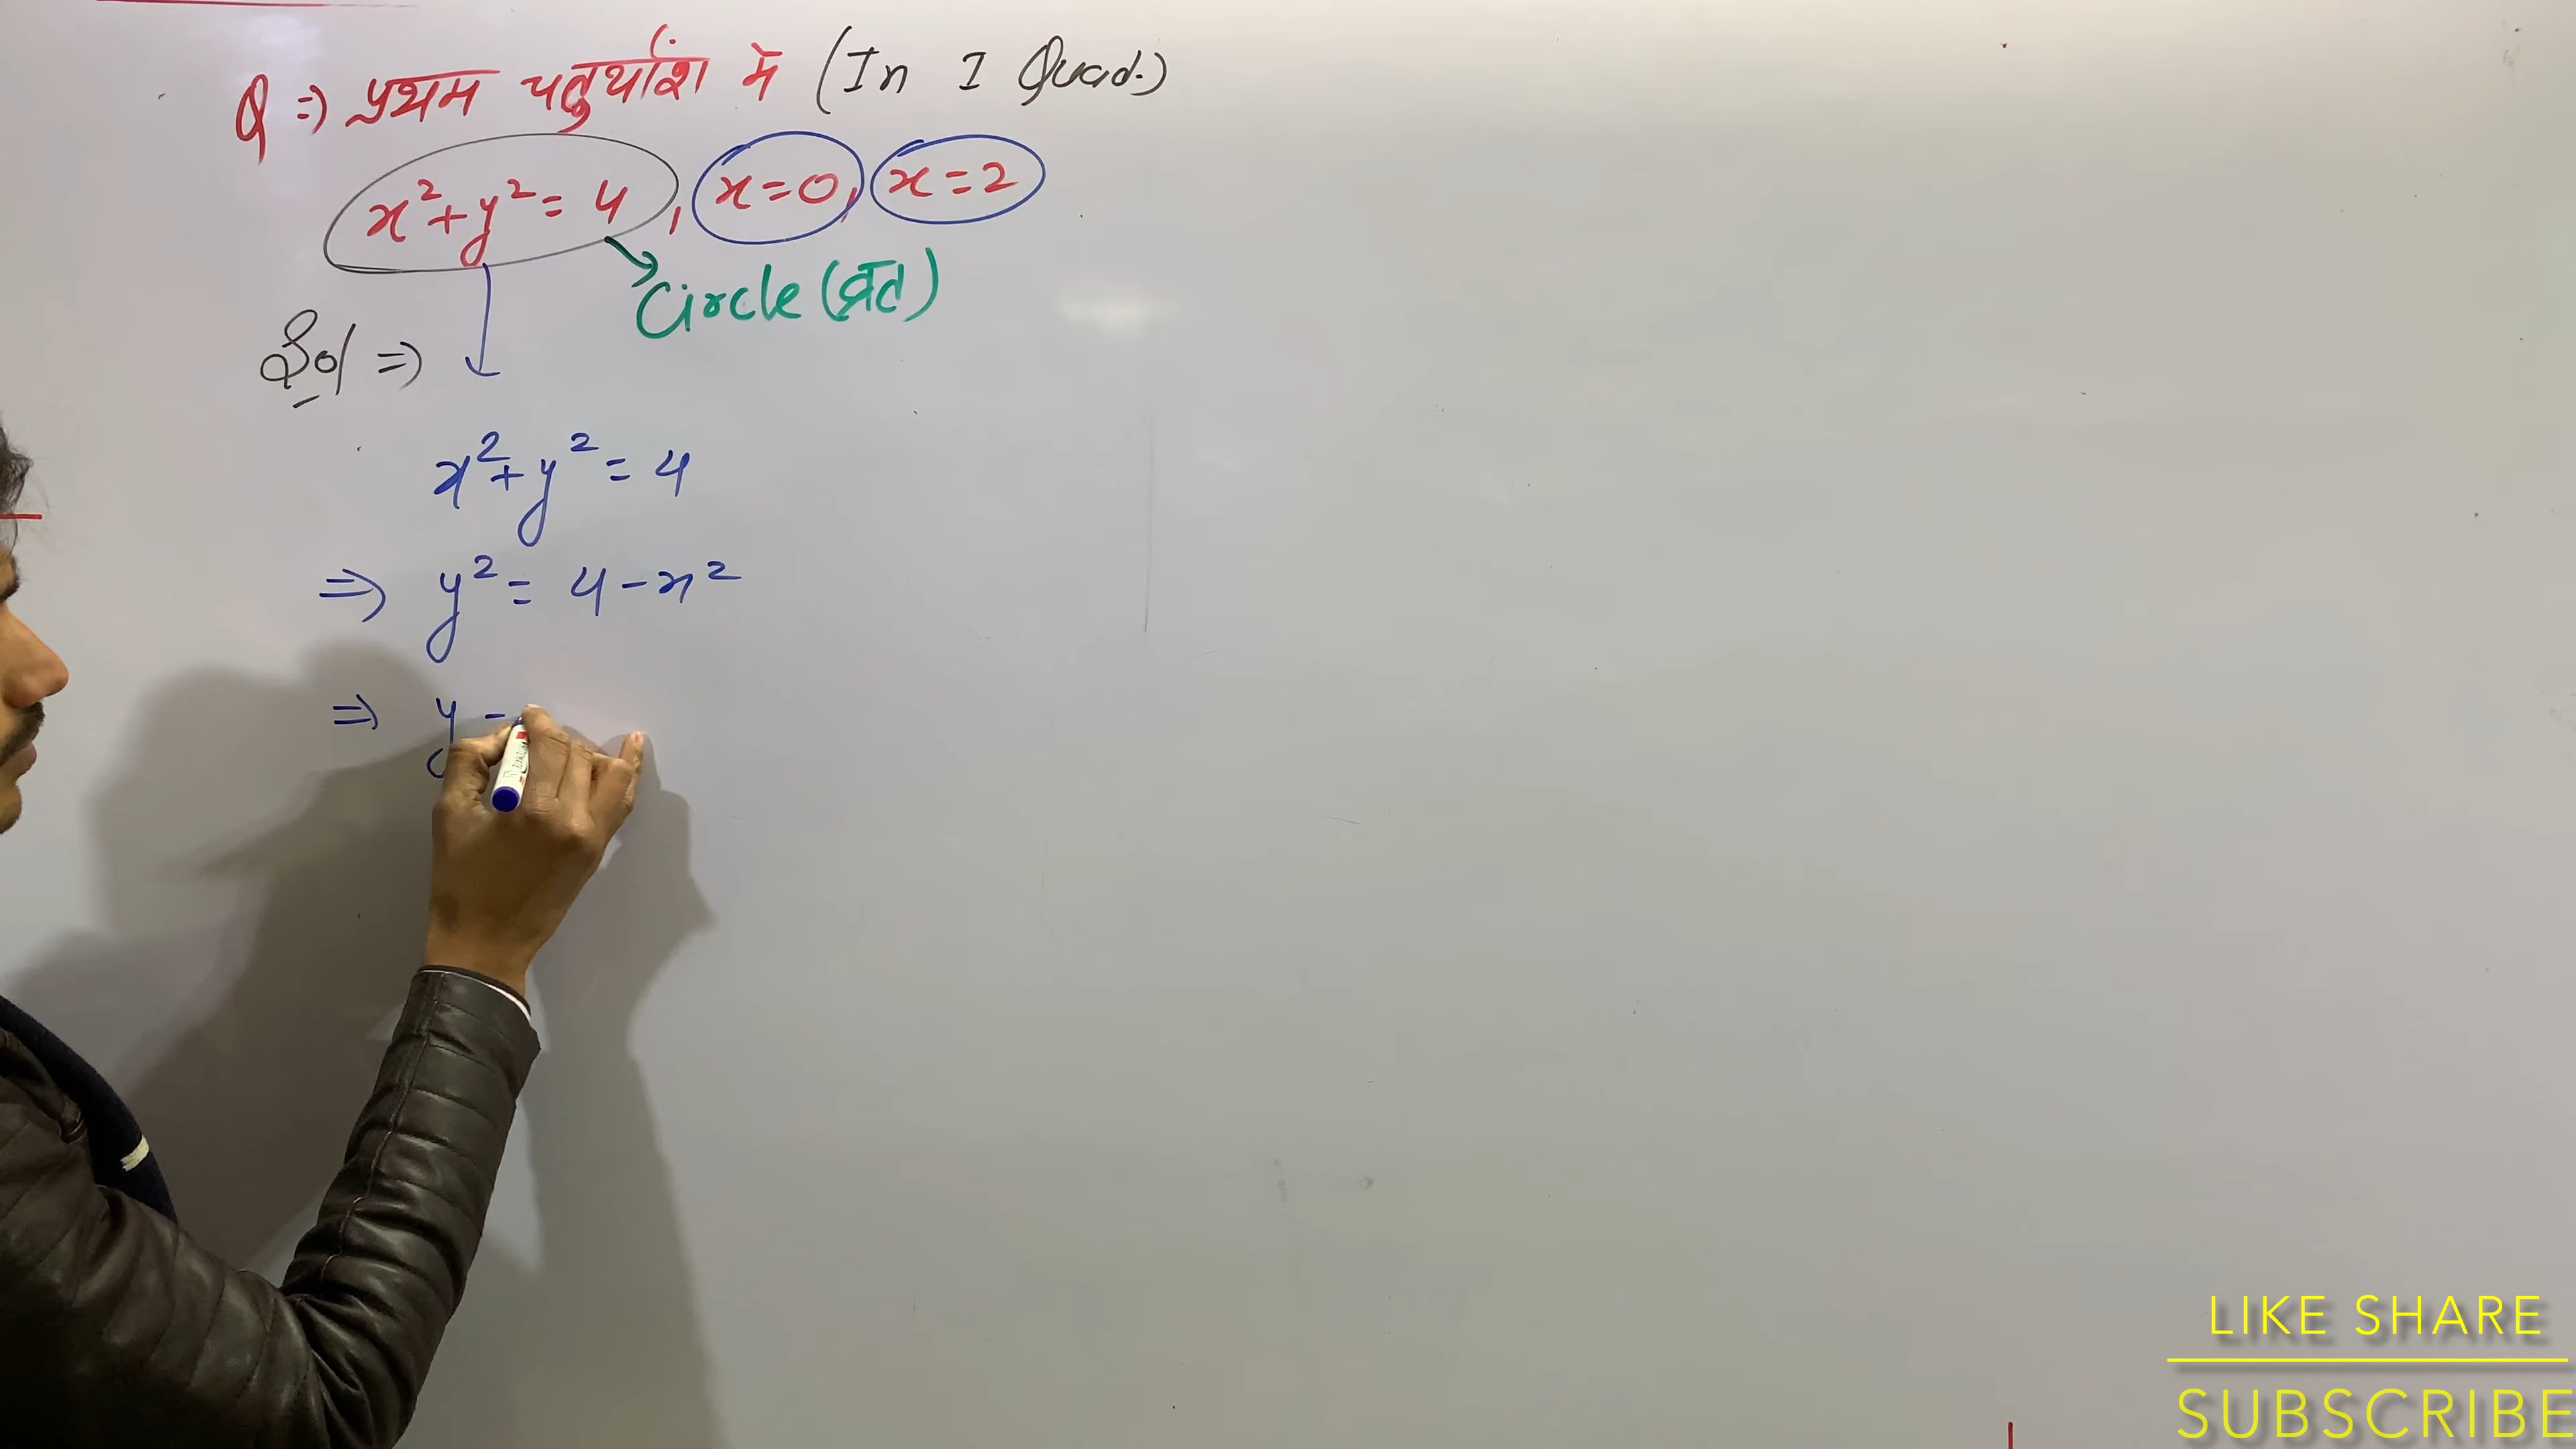 Q ⇒ प्रथम चतुर्थांश में (In I Quad.)
x²+y²= 4, x=0, x=2
Circle (व्रत)
Sol ⇒
x²+y²= 4
⇒ y²= 4-x²
⇒ y =
LIKE SHARE
SUBSCRIBE